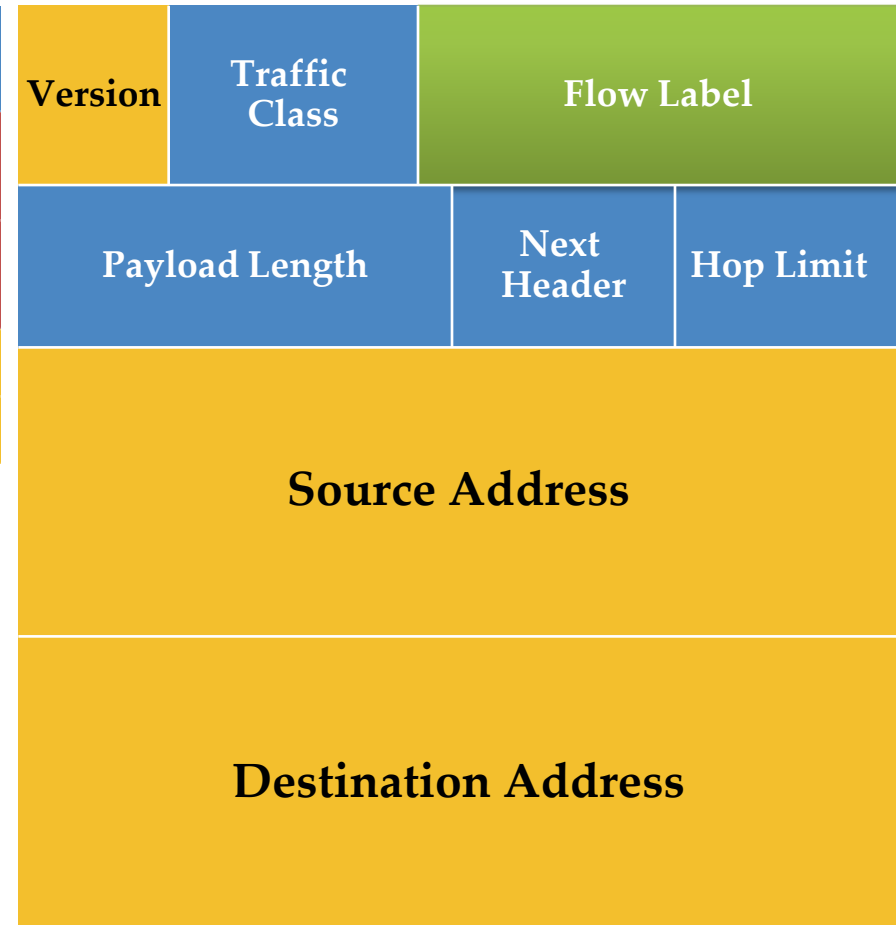 Version
Traffic
Class
Flow Label
Payload Length
Next
Header
Hop Limit
Source Address
Destination Address